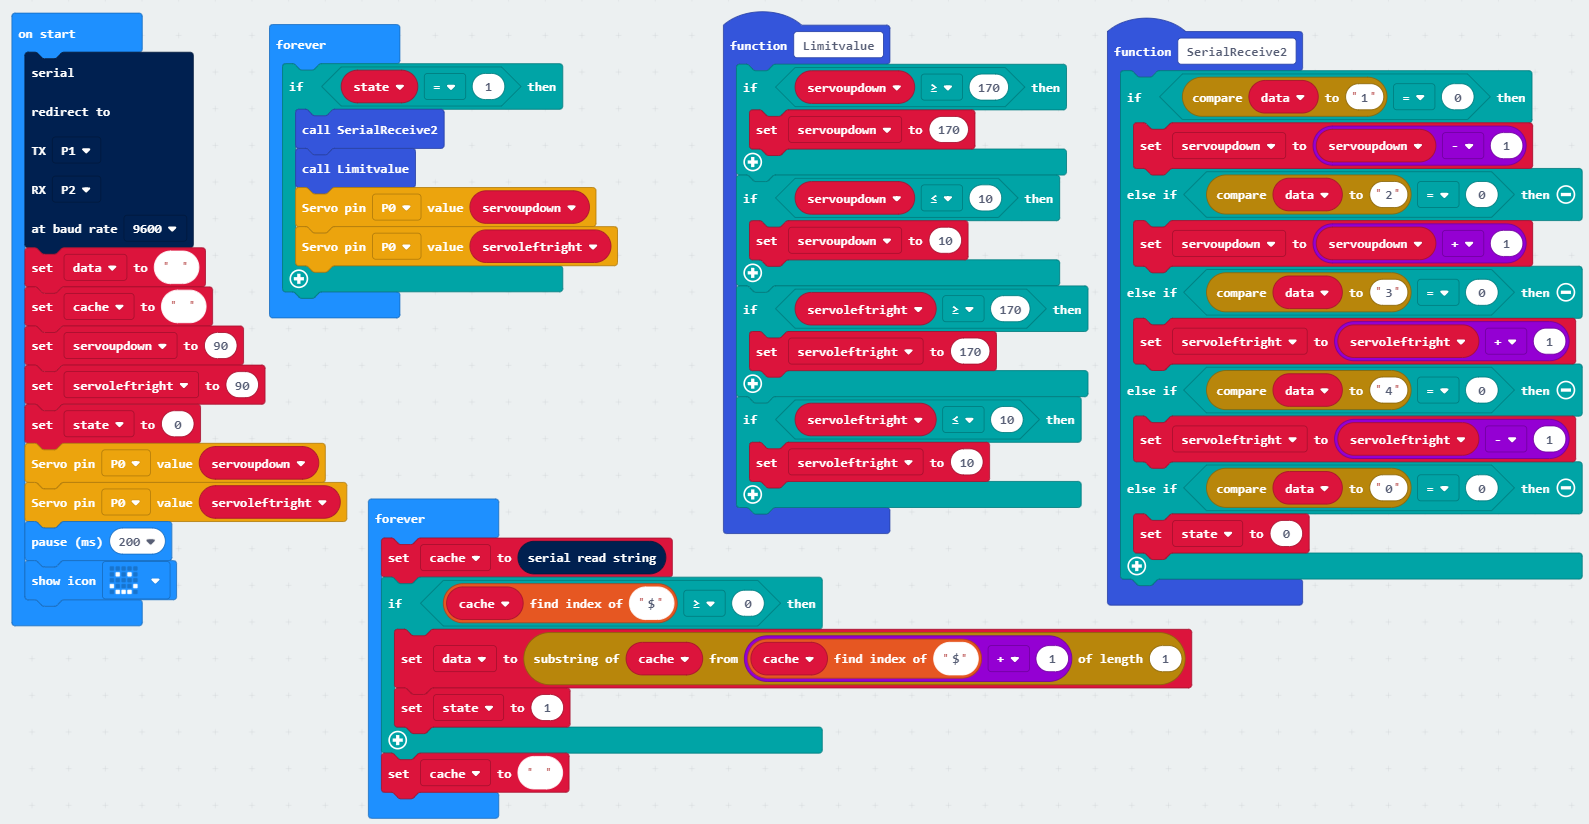 on start
serial
redirect to
TX P1
RX P2
at baud rate 9600
set data to " "
set cache to " "
set servoupdown to 90
set servoleftright to 90
set state to 0
Servo pin P0 value servoupdown
Servo pin P0 value servoleftright
pause (ms) 200
show icon
forever
if state = 1 then
call SerialReceive2
call Limitvalue
Servo pin P0 value servoupdown
Servo pin P0 value servoleftright
forever
set cache to serial read string
if cache find index of "$" ≥ 0 then
set data to substring of cache from cache find index of "$" + 1 of length 1
set state to 1
set cache to " "
function Limitvalue
if servoupdown ≥ 170 then
set servoupdown to 170
if servoupdown ≤ 10 then
set servoupdown to 10
if servoleftright ≥ 170 then
set servoleftright to 170
if servoleftright ≤ 10 then
set servoleftright to 10
function SerialReceive2
if compare data to "1" = 0 then
set servoupdown to servoupdown - 1
else if compare data to "2" = 0 then
set servoupdown to servoupdown + 1
else if compare data to "3" = 0 then
set servoleftright to servoleftright + 1
else if compare data to "4" = 0 then
set servoleftright to servoleftright - 1
else if compare data to "0" = 0 then
set state to 0